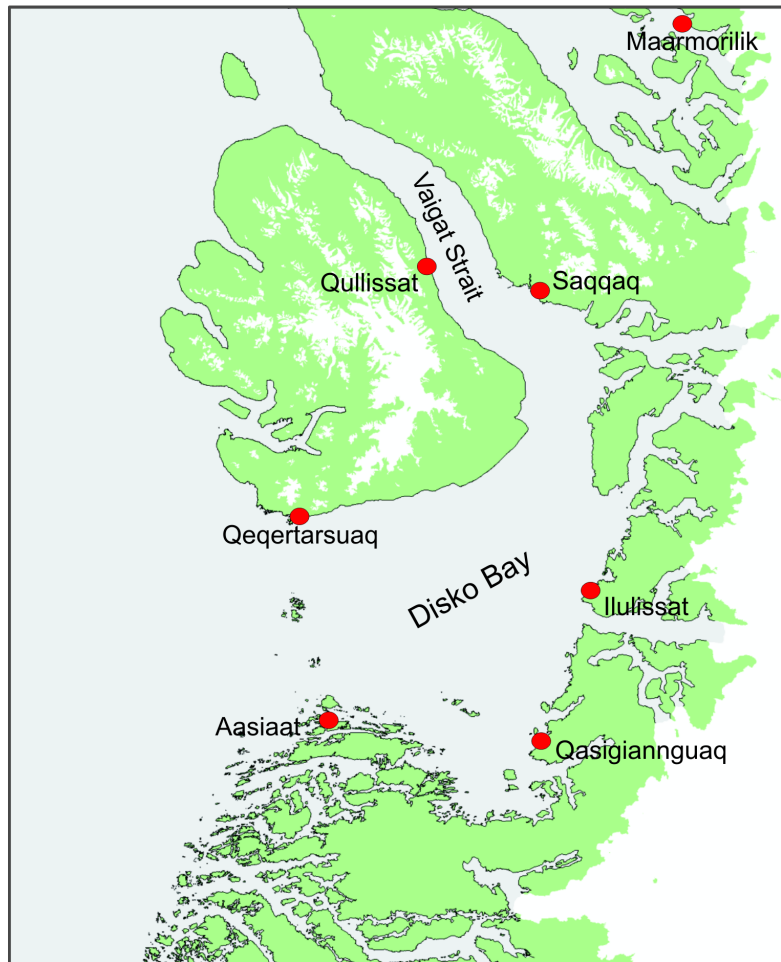 Maarmorilik
Vaigat Strait
Qullissat
Saqqaq
Qeqertarsuaq
Disko Bay
Ilulissat
Aasiaat
Qasigiannguaq